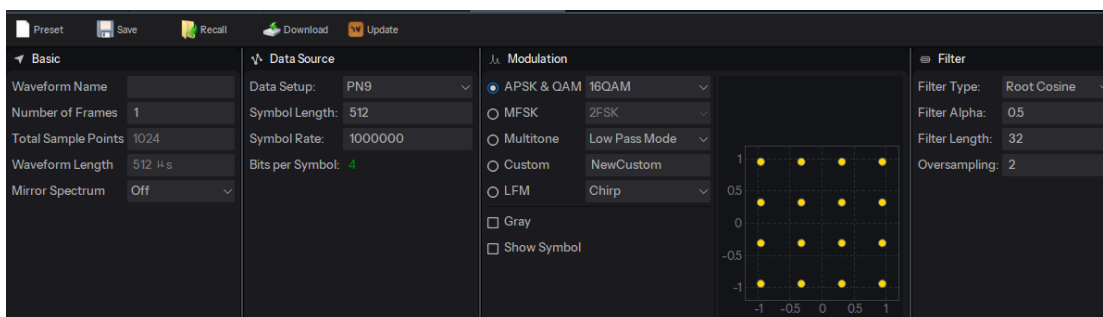 Preset Save Recall Download Update
Basic
Waveform Name
Number of Frames 1
Total Sample Points 1024
Waveform Length 512 µs
Mirror Spectrum Off
Data Source
Data Setup: PN9
Symbol Length: 512
Symbol Rate: 1000000
Bits per Symbol: 4
Modulation
APSK & QAM 16QAM
MFSK 2FSK
Multitone Low Pass Mode
Custom NewCustom
LFM Chirp
Gray
Show Symbol
1
0.5
0
-0.5
-1
-1 -0.5 0 0.5 1
Filter
Filter Type: Root Cosine
Filter Alpha: 0.5
Filter Length: 32
Oversampling: 2